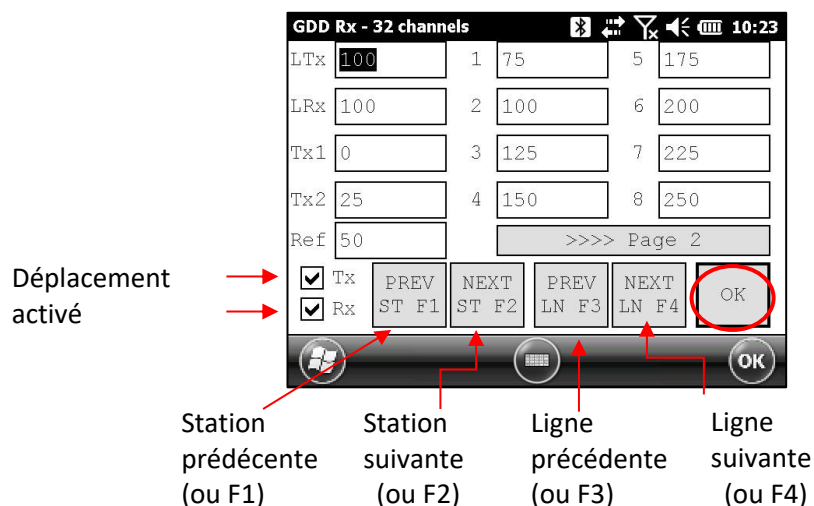 GDD Rx - 32 channels 10:23
LTx 100 1 75 5 175
LRx 100 2 100 6 200
Tx1 0 3 125 7 225
Tx2 25 4 150 8 250
Ref 50 >>>> Page 2
Déplacement
activé
Tx
Rx
PREV
ST F1
NEXT
ST F2
PREV
LN F3
NEXT
LN F4
OK
OK
Station
prédécente
(ou F1)
Station
suivante
(ou F2)
Ligne
précédente
(ou F3)
Ligne
suivante
(ou F4)